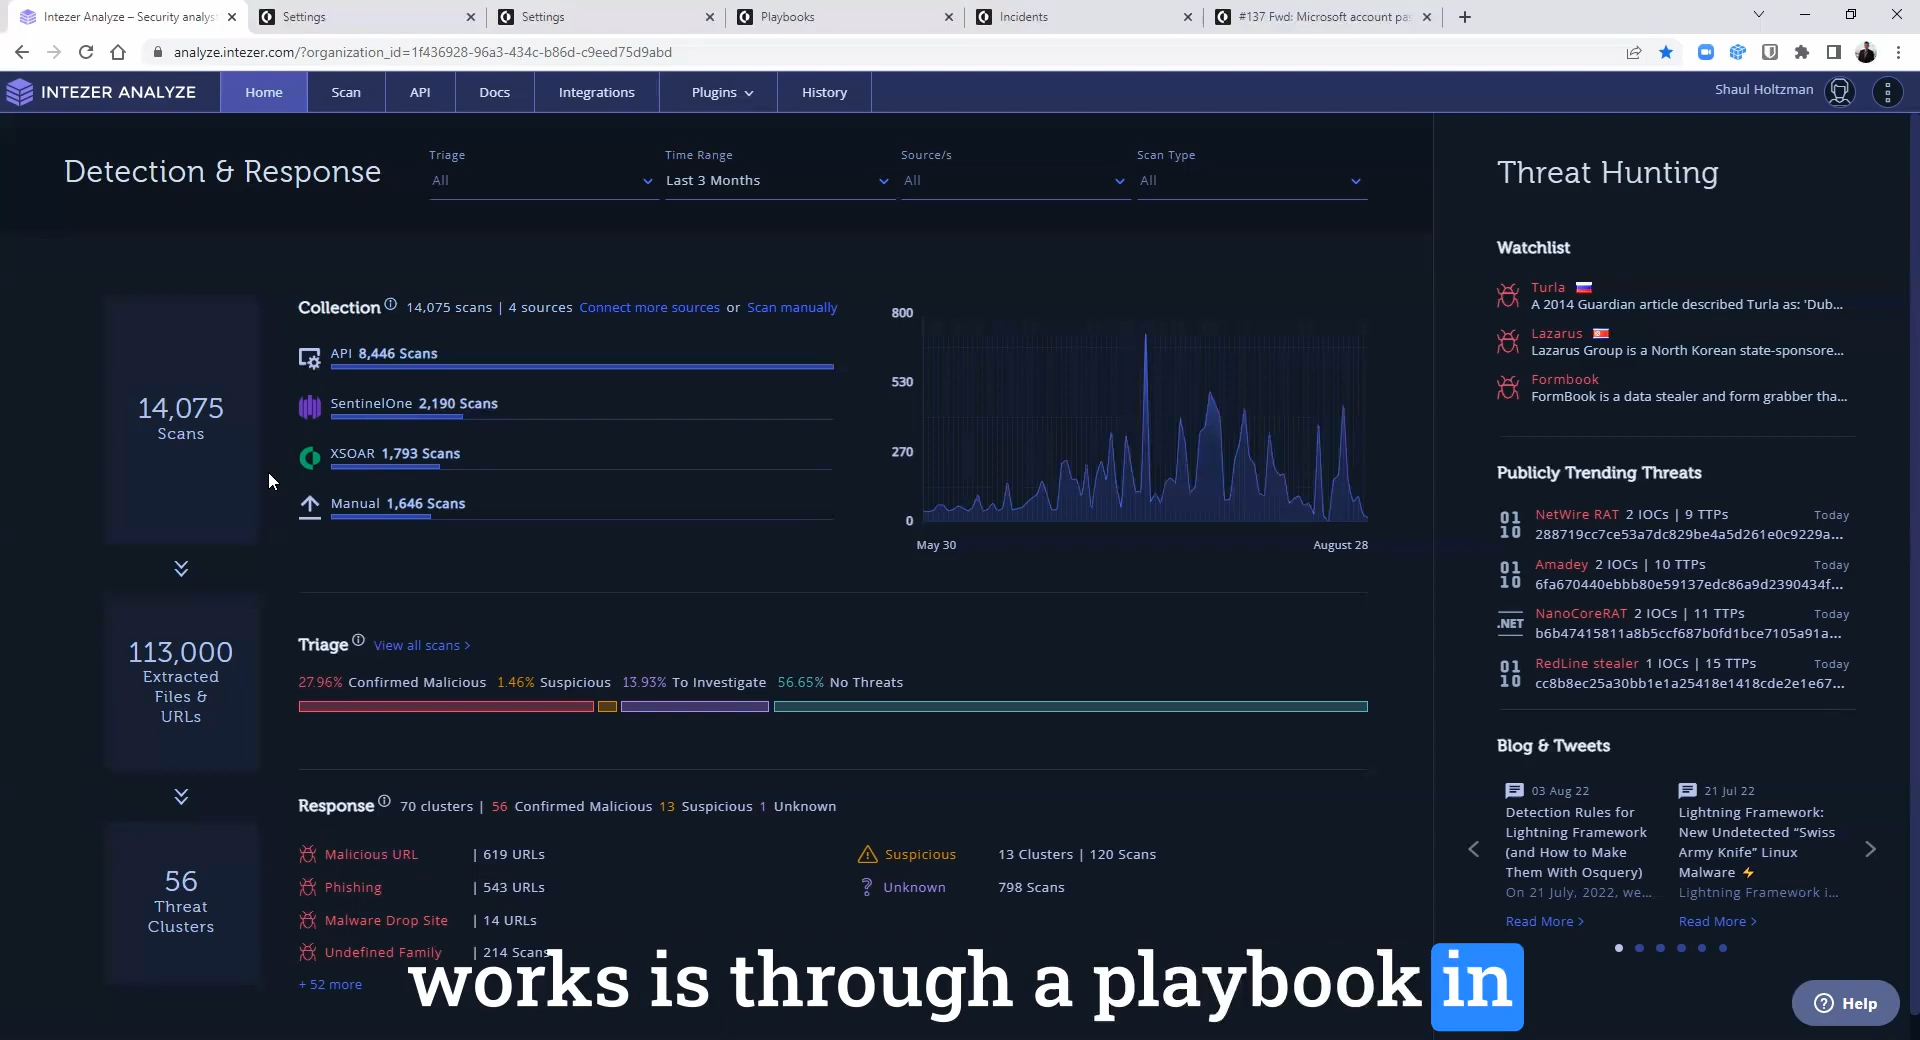 Intezer Analyze – Security analys
Settings
Settings
Playbooks
Incidents
#137 Fwd: Microsoft account pa
analyze.intezer.com/?organization_id=1f436928-96a3-434c-b86d-c9eed75d9abd
INTEZER ANALYZE
Home
Scan
API
Docs
Integrations
Plugins
History
Shaul Holtzman
Detection & Response
Triage
All
Time Range
Last 3 Months
Source/s
All
Scan Type
All
14,075
Scans
113,000
Extracted
Files &
URLs
56
Threat
Clusters
Collection 14,075 scans | 4 sources Connect more sources or Scan manually
API 8,446 Scans
SentinelOne 2,190 Scans
XSOAR 1,793 Scans
Manual 1,646 Scans
800
530
270
0
May 30
August 28
Triage View all scans >
27.96% Confirmed Malicious 1.46% Suspicious 13.93% To Investigate 56.65% No Threats
Response 70 clusters | 56 Confirmed Malicious 13 Suspicious 1 Unknown
Malicious URL | 619 URLs
Phishing | 543 URLs
Malware Drop Site | 14 URLs
Undefined Family | 214 Scans
+ 52 more
Suspicious 13 Clusters | 120 Scans
Unknown 798 Scans
Threat Hunting
Watchlist
Turla
A 2014 Guardian article described Turla as: 'Dub...
Lazarus
Lazarus Group is a North Korean state-sponsore...
Formbook
FormBook is a data stealer and form grabber tha...
Publicly Trending Threats
01
10
NetWire RAT 2 IOCs | 9 TTPs Today
288719cc7ce53a7dc829be4a5d261e0c9229a...
01
10
Amadey 2 IOCs | 10 TTPs Today
6fa670440ebbb80e59137edc86a9d2390434f...
.NET
NanoCoreRAT 2 IOCs | 11 TTPs Today
b6b47415811a8b5ccf687b0fd1bce7105a91a...
01
10
RedLine stealer 1 IOCs | 15 TTPs Today
cc8b8ec25a30bb1e1a25418e1418cde2e1e67...
Blog & Tweets
03 Aug 22
Detection Rules for
Lightning Framework
(and How to Make
Them With Osquery)
On 21 July, 2022, we...
Read More >
21 Jul 22
Lightning Framework:
New Undetected “Swiss
Army Knife” Linux
Malware ⚡
Lightning Framework i...
Read More >
works is through a playbook in
Help